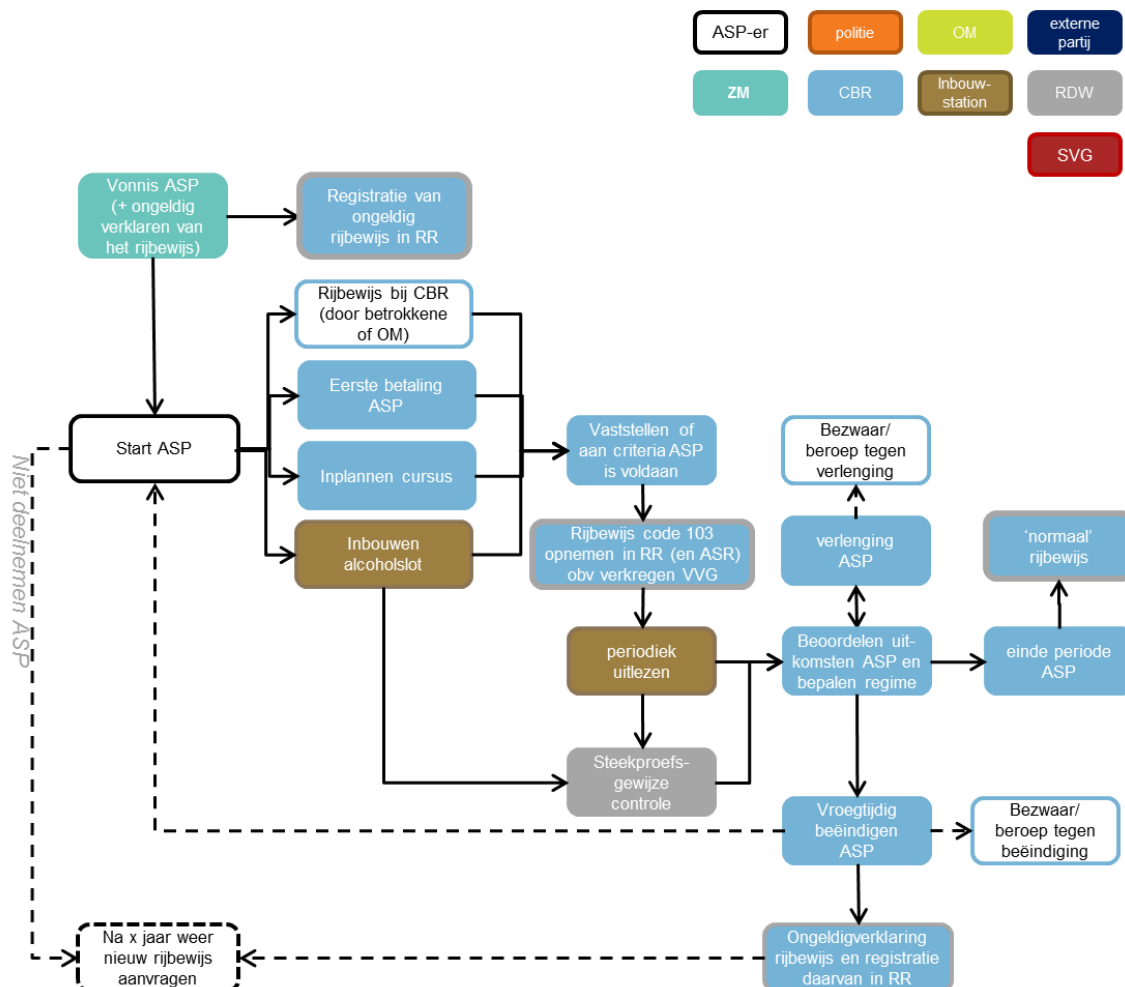 ASP-er
politie
OM
externe
partij
ZM
CBR
Inbouw-
station
RDW
SVG
Vonnis ASP
(+ ongeldig
verklaren van
het rijbewijs)
Registratie van
ongeldig
rijbewijs in RR
Rijbewijs bij CBR
(door betrokkene
of OM)
Eerste betaling
ASP
Start ASP
Inplannen cursus
Inbouwen
alcoholslot
Niet deelnemen ASP
Vaststellen of
aan criteria ASP
is voldaan
Bezwaar/
beroep tegen
verlenging
Rijbewijs code 103
opnemen in RR (en ASR)
obv verkregen VVG
verlenging
ASP
‘normaal’
rijbewijs
periodiek
uitlezen
Beoordelen uit-
komsten ASP en
bepalen regime
einde periode
ASP
Steekproefs-
gewijze
controle
Vroegtijdig
beëindigen
ASP
Bezwaar/
beroep tegen
beëindiging
Na x jaar weer
nieuw rijbewijs
aanvragen
Ongeldigverklaring
rijbewijs en registratie
daarvan in RR